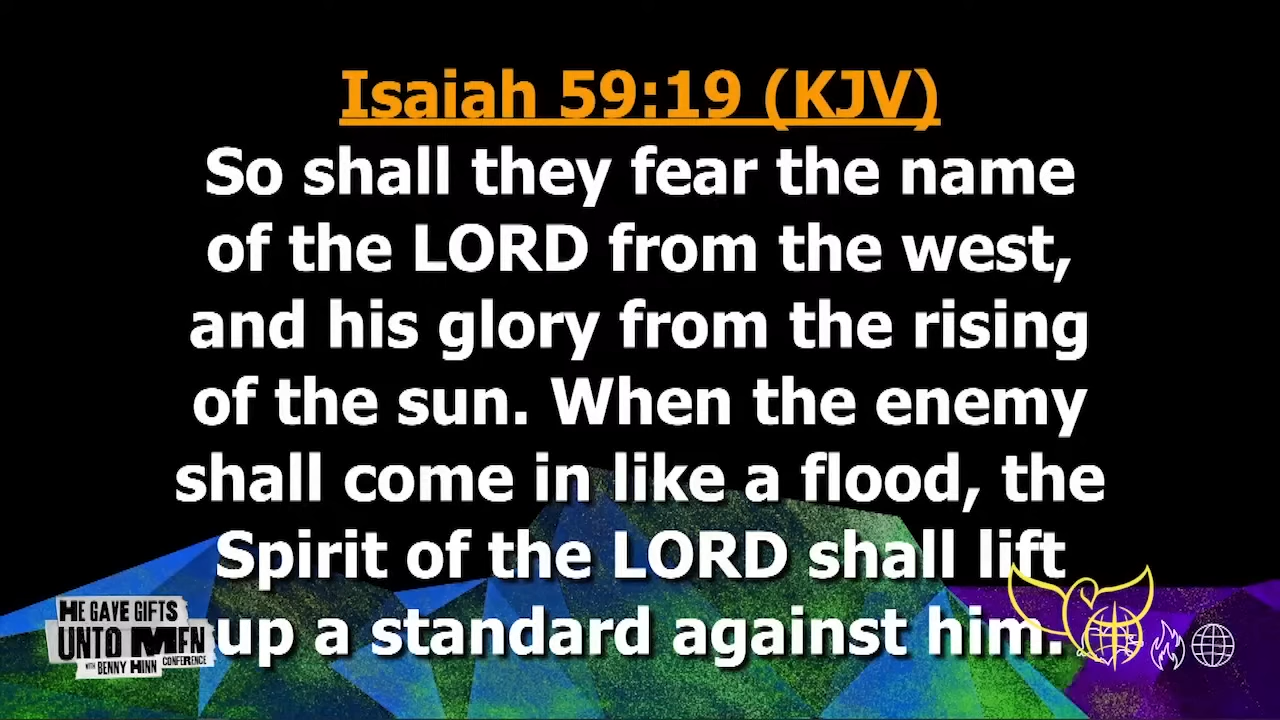 Isaiah 59:19 (KJV)
So shall they fear the name
of the LORD from the west,
and his glory from the rising
of the sun. When the enemy
shall come in like a flood, the
Spirit of the LORD shall lift
up a standard against him.
HE GAVE GIFTS
UNTO MEN
WITH BENNY HINN CONFERENCE